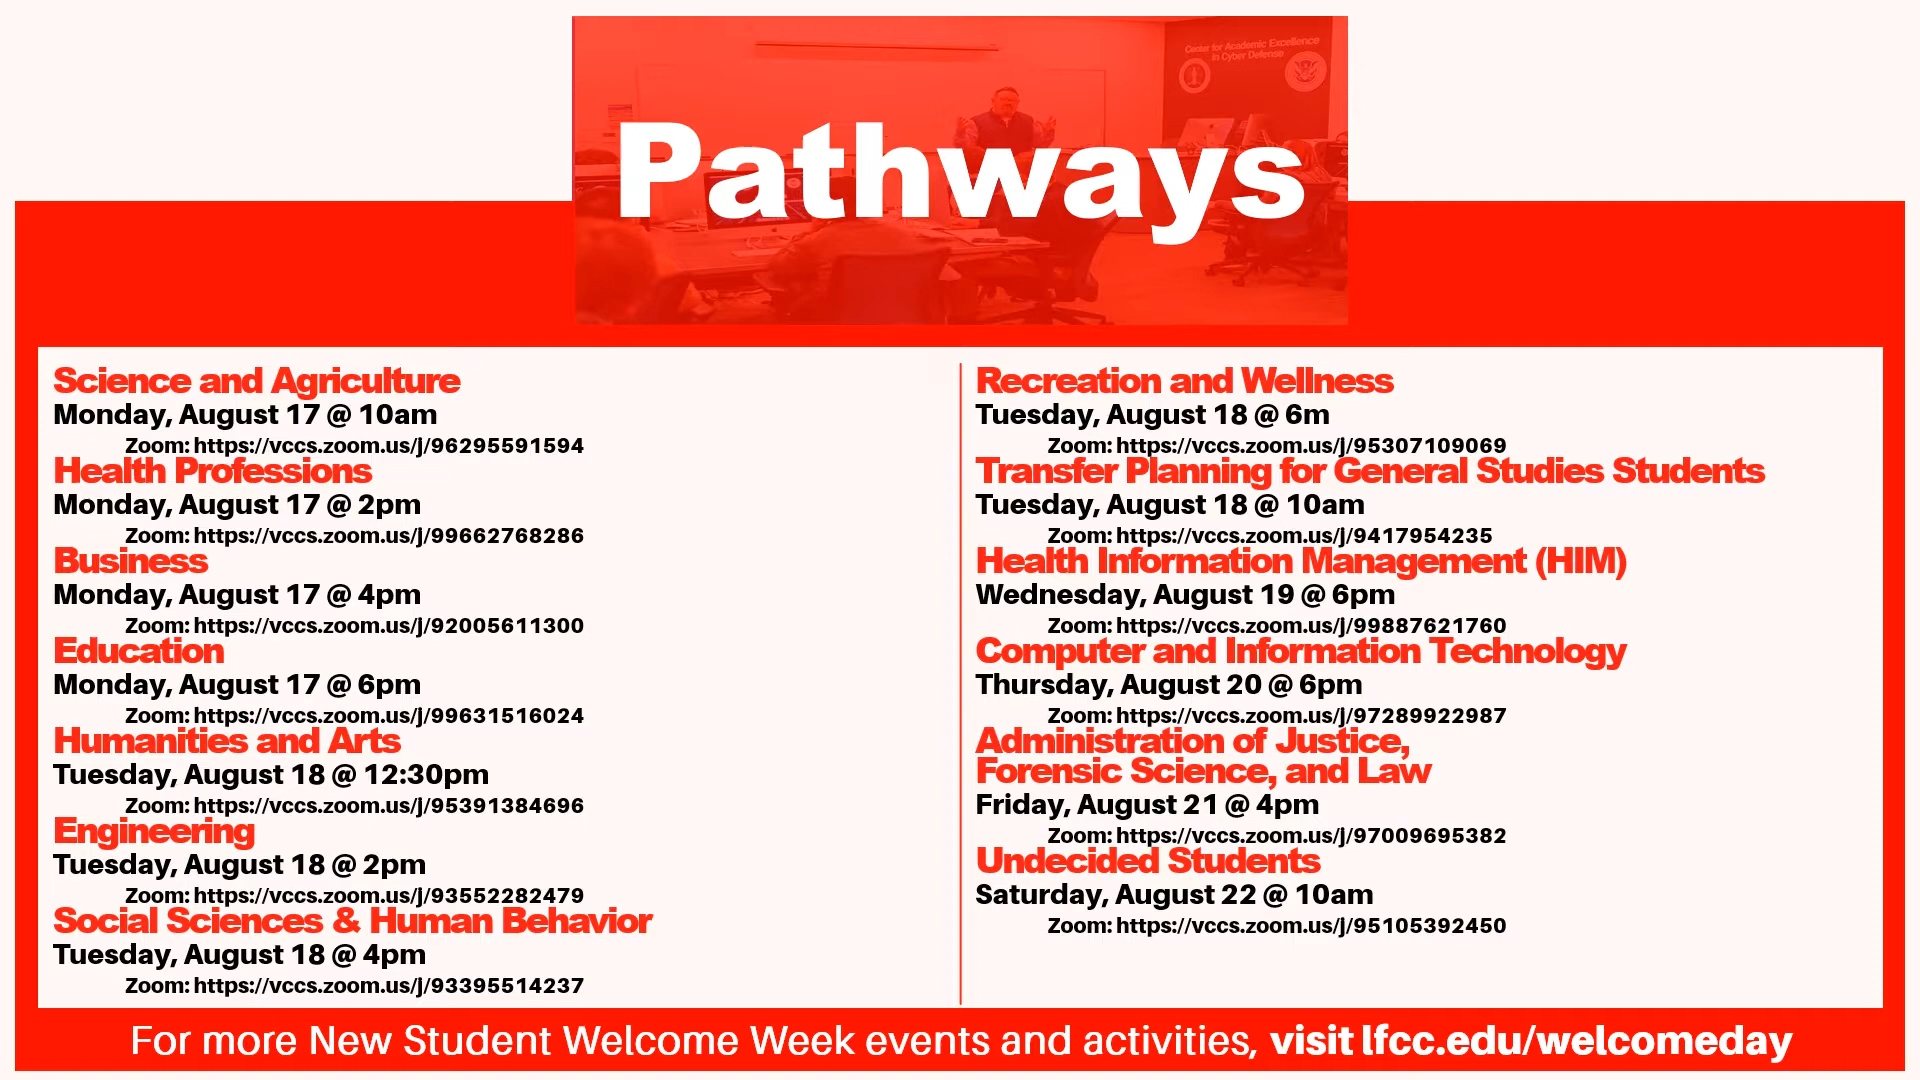 Center for Academic Excellence
in Cyber Defense
Pathways
Science and Agriculture
Monday, August 17 @ 10am
Zoom: https://vccs.zoom.us/j/96295591594
Health Professions
Monday, August 17 @ 2pm
Zoom: https://vccs.zoom.us/j/99662768286
Business
Monday, August 17 @ 4pm
Zoom: https://vccs.zoom.us/j/92005611300
Education
Monday, August 17 @ 6pm
Zoom: https://vccs.zoom.us/j/99631516024
Humanities and Arts
Tuesday, August 18 @ 12:30pm
Zoom: https://vccs.zoom.us/j/95391384696
Engineering
Tuesday, August 18 @ 2pm
Zoom: https://vccs.zoom.us/j/93552282479
Social Sciences & Human Behavior
Tuesday, August 18 @ 4pm
Zoom: https://vccs.zoom.us/j/93395514237
Recreation and Wellness
Tuesday, August 18 @ 6m
Zoom: https://vccs.zoom.us/j/95307109069
Transfer Planning for General Studies Students
Tuesday, August 18 @ 10am
Zoom: https://vccs.zoom.us/j/9417954235
Health Information Management (HIM)
Wednesday, August 19 @ 6pm
Zoom: https://vccs.zoom.us/j/99887621760
Computer and Information Technology
Thursday, August 20 @ 6pm
Zoom: https://vccs.zoom.us/j/97289922987
Administration of Justice,
Forensic Science, and Law
Friday, August 21 @ 4pm
Zoom: https://vccs.zoom.us/j/97009695382
Undecided Students
Saturday, August 22 @ 10am
Zoom: https://vccs.zoom.us/j/95105392450
For more New Student Welcome Week events and activities, visit lfcc.edu/welcomeday